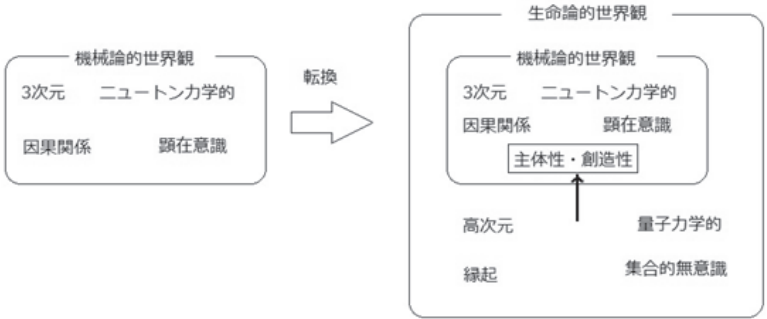 機械論的世界観
3次元 ニュートン力学的
因果関係 顕在意識
転換
生命論的世界観
機械論的世界観
3次元 ニュートン力学的
因果関係 顕在意識
主体性・創造性
高次元 量子力学的
縁起 集合的無意識